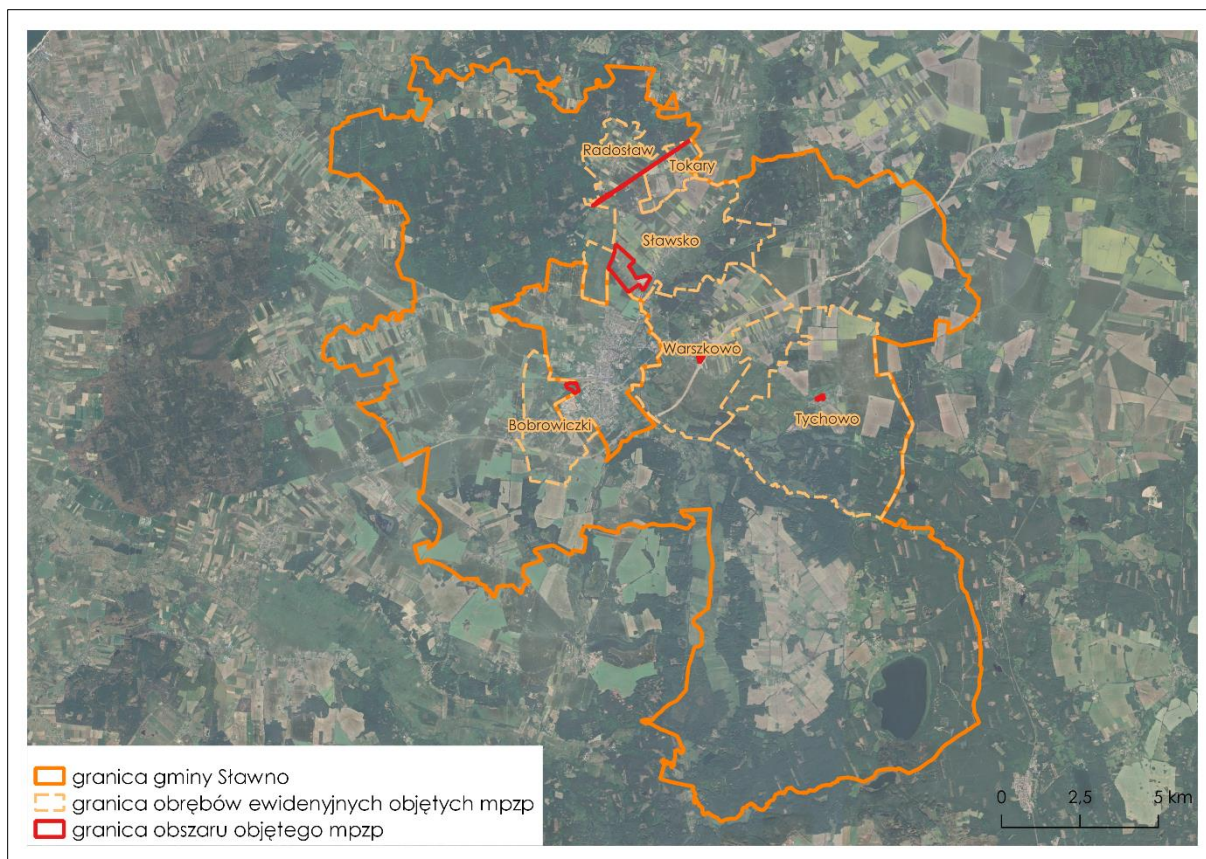 Radosław
Tokary
Sławsko
Warszkowo
Tychowo
Bobrowiczki
granica gminy Sławno
granica obrębów ewidenyjnych objętych mpzp
granica obszaru objętego mpzp
0 2,5 5 km